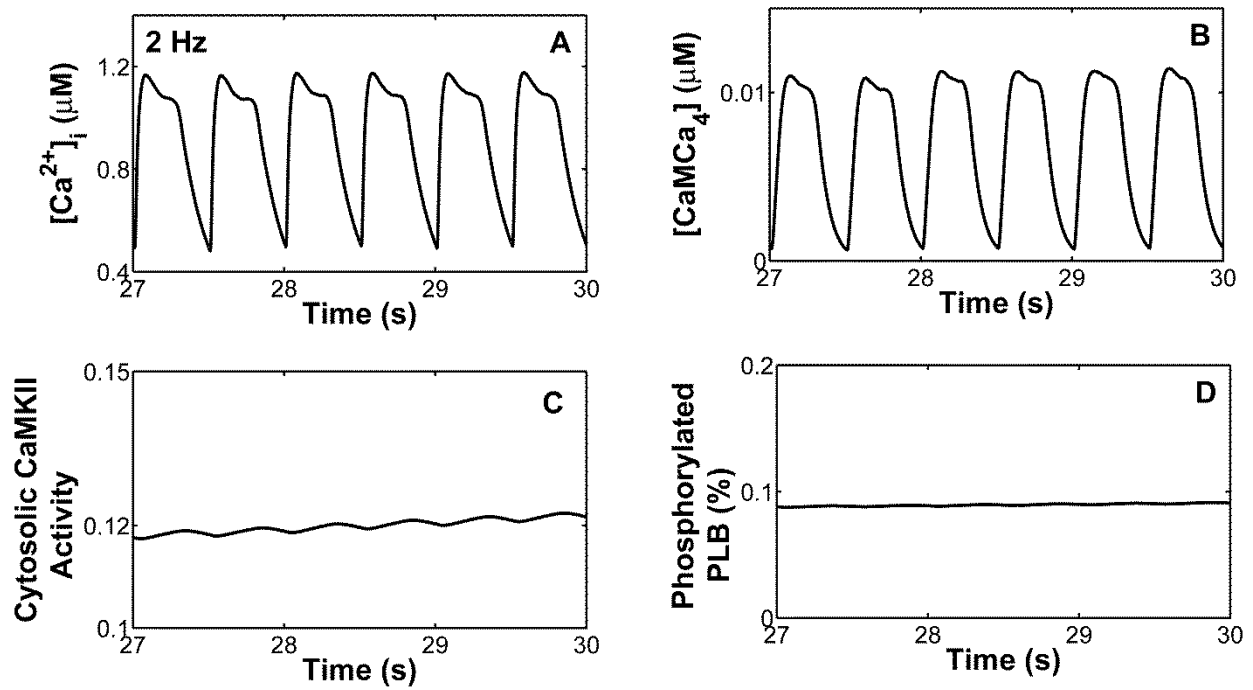 2 Hz
A
[Ca²⁺]ᵢ (μM)
1.2
0.8
0.4
27
28
29
30
Time (s)
B
[CaMCa₄] (μM)
0.01
0
27
28
29
30
Time (s)
C
Cytosolic CaMKII
Activity
0.15
0.12
0.1
27
28
29
30
Time (s)
D
Phosphorylated
PLB (%)
0.2
0.1
0
27
28
29
30
Time (s)